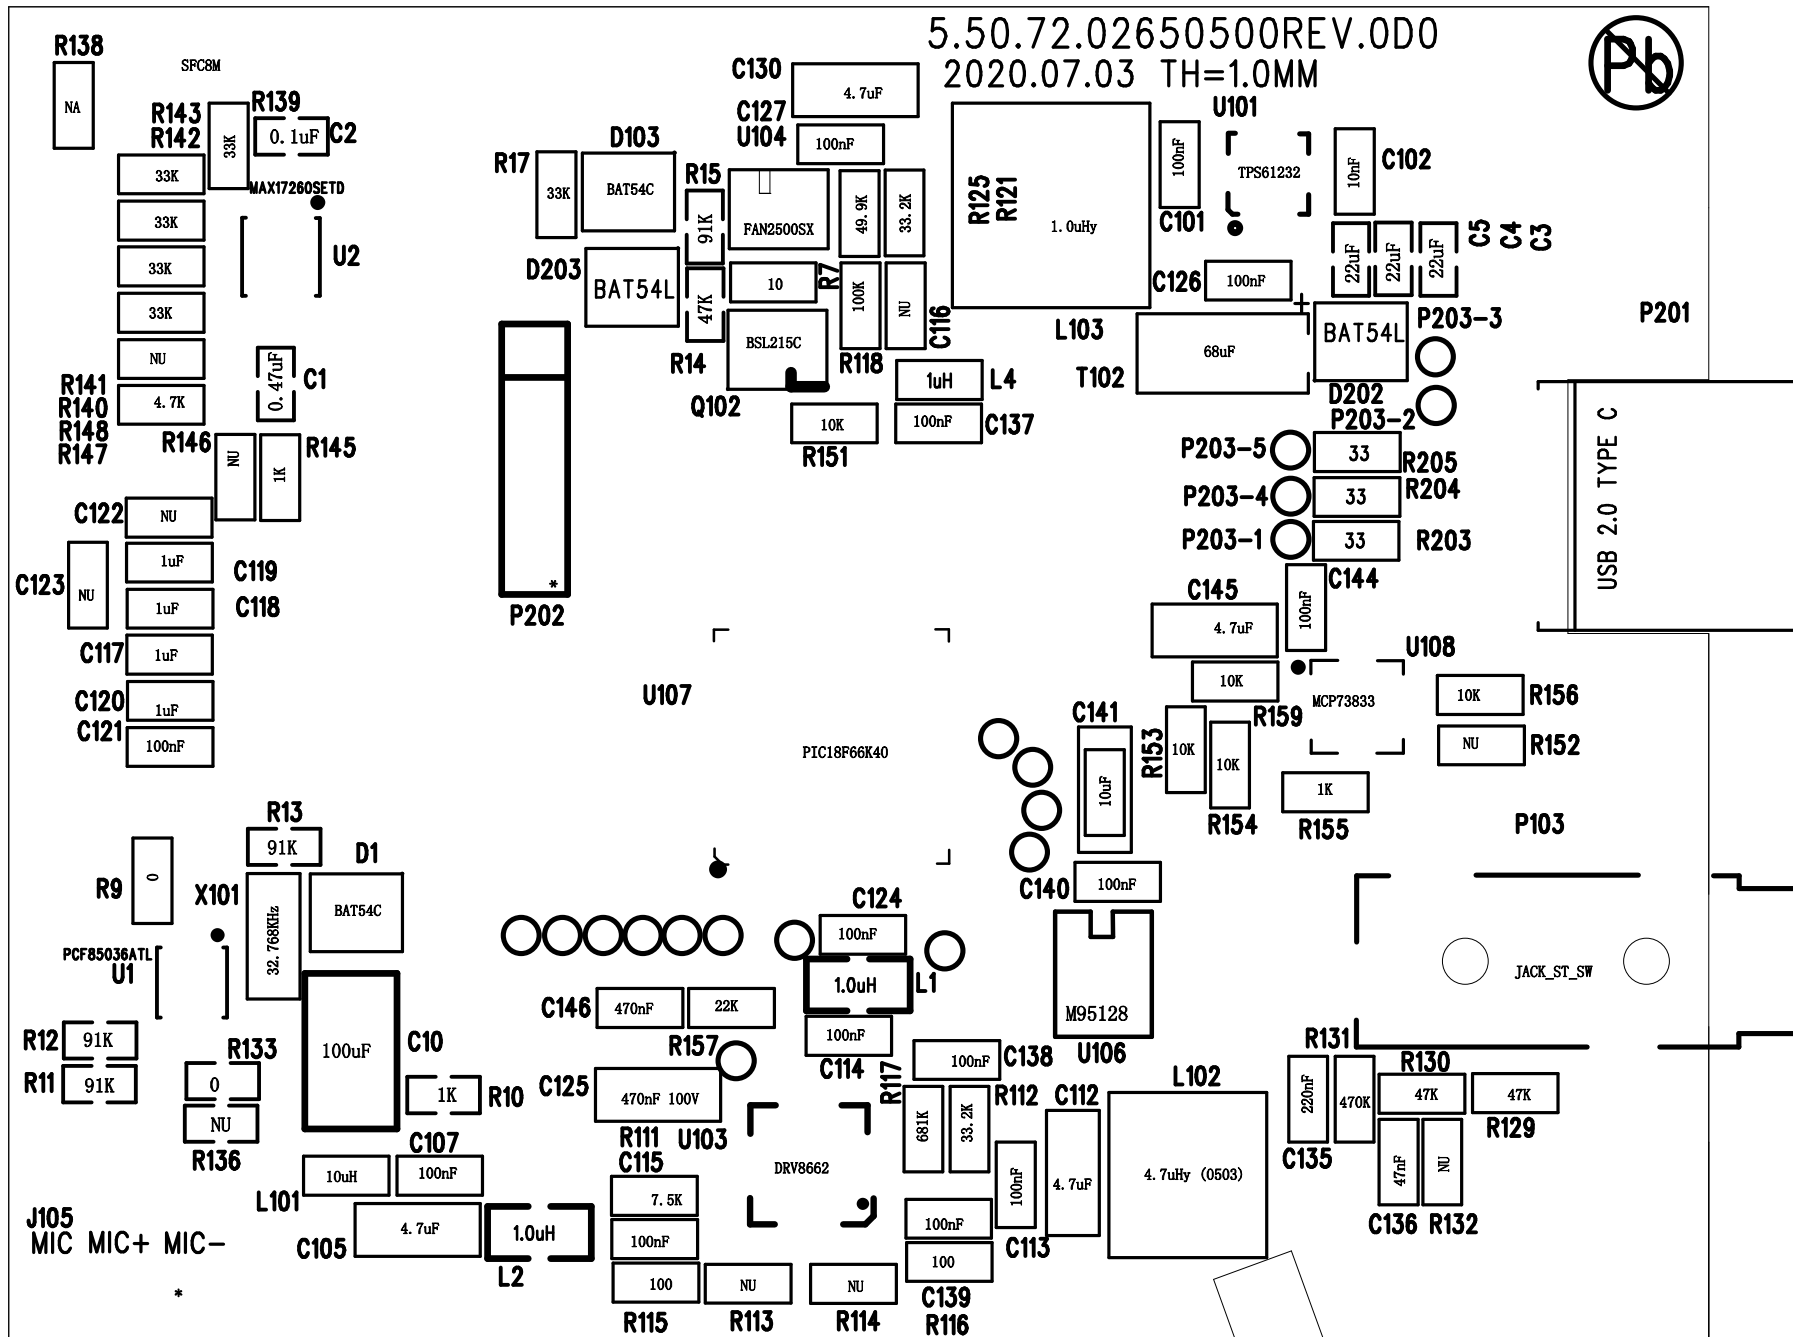 5.50.72.02650500REV.0D0
2020.07.03 TH=1.0MM
Pb
R138
NA
SFC8M
R143
R142
R139
33K
0.1uF
C2
33K
MAX17260SETD
33K
U2
33K
33K
NU
R141
R140
R148
R147
4.7K
0.47uF
C1
R146
NU
R145
1K
C130
4.7uF
C127
U104
100nF
D103
BAT54C
R17
33K
R15
91K
FAN2500SX
49.9K
33.2K
D203
BAT54L
47K
R14
10
R7
100K
NU
C116
BSL215C
Q102
R118
1uH
L4
10K
R151
100nF
C137
R125
R121
1.0uHy
L103
U101
100nF
C101
TPS61232
10nF
C102
C5
C4
C3
22uF
22uF
22uF
C126
100nF
+
68uF
T102
BAT54L
D202
P203-3
P203-2
P201
P203-5
33
R205
P203-4
33
R204
P203-1
33
R203
USB 2.0 TYPE C
C122
NU
C123
NU
1uF
C119
1uF
C118
C117
1uF
C120
1uF
C121
100nF
*
P202
U107
PIC18F66K40
C145
4.7uF
C144
100nF
U108
MCP73833
10K
R159
10K
R156
NU
R152
C141
10uF
R153
10K
10K
R154
1K
R155
P103
C140
100nF
R13
91K
D1
BAT54C
R9
0
X101
32.768KHz
PCF85036ATL
U1
C124
100nF
1.0uH
L1
100nF
C114
M95128
U106
JACK_ST_SW
C146
470nF
22K
R157
R12
91K
R11
91K
R133
0
NU
R136
100uF
C10
1K
R10
C125
470nF 100V
R111
C115
U103
DRV8662
R117
100nF
C138
681K
33.2K
R112
C112
4.7uF
L102
4.7uHy (0503)
R131
R130
220nF
470K
47K
47K
R129
C135
47nF
NU
C136
R132
C107
10uH
100nF
L101
J105
MIC MIC+ MIC-
*
C105
4.7uF
1.0uH
L2
7.5K
100nF
100
R115
NU
R113
NU
R114
100nF
C113
100nF
100
C139
R116